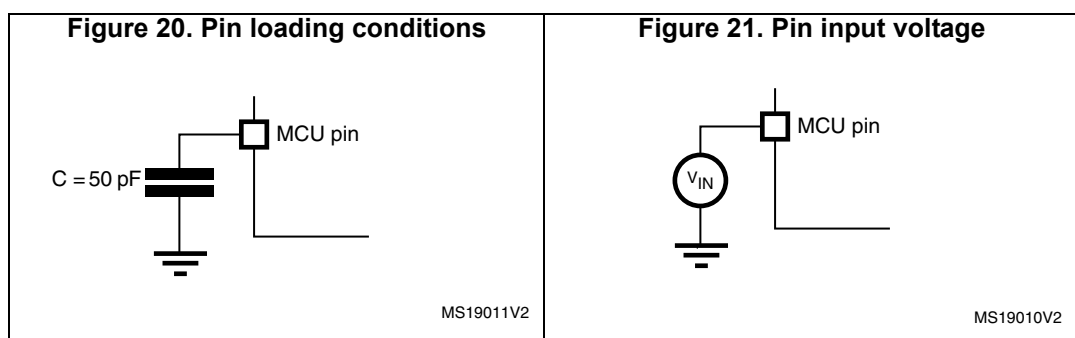 Figure 20. Pin loading conditions
MCU pin
C = 50 pF
MS19011V2
Figure 21. Pin input voltage
MCU pin
VIN
MS19010V2